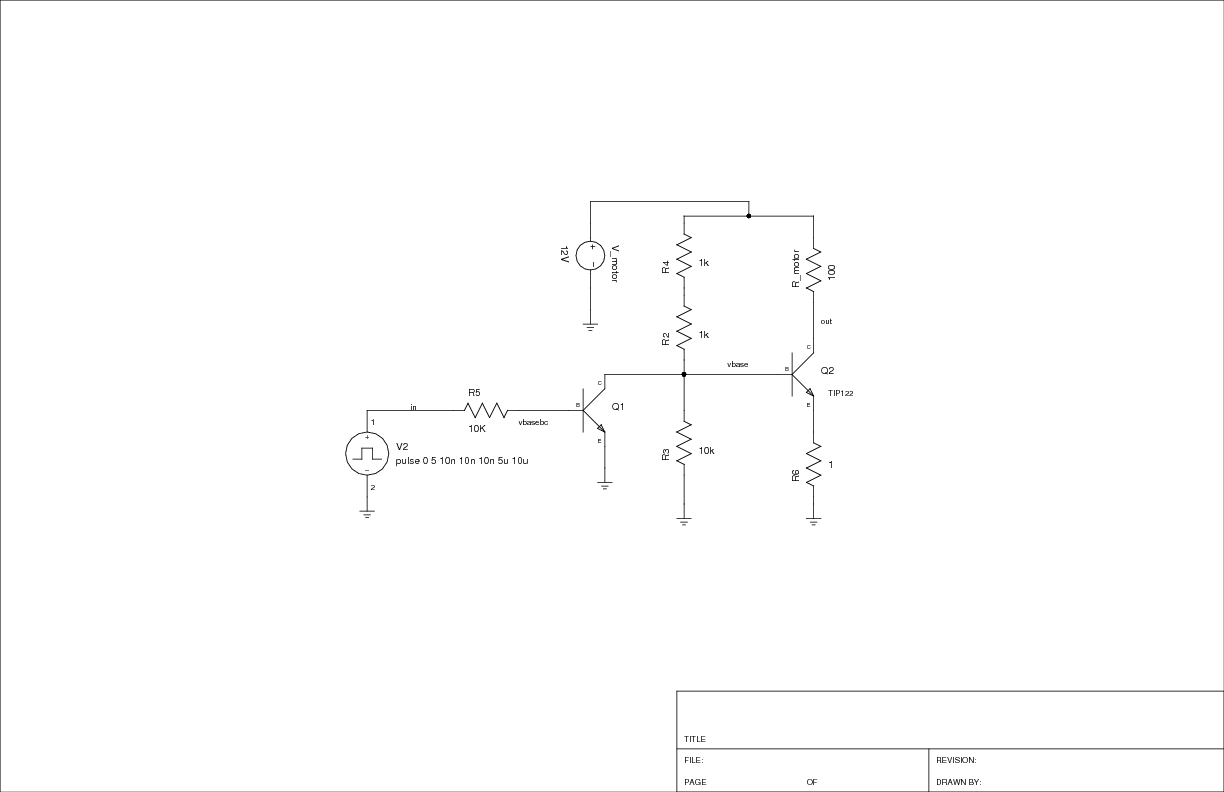 12V
V_motor
R4
1k
R_motor
100
R2
1k
out
vbase
C
B
Q2
TIP122
E
C
B
Q1
E
R5
10K
in
vbasebc
1
+
V2
pulse 0 5 10n 10n 10n 5u 10u
−
2
R3
10k
R6
1
+
−
TITLE
FILE:
REVISION:
PAGE
OF
DRAWN BY: